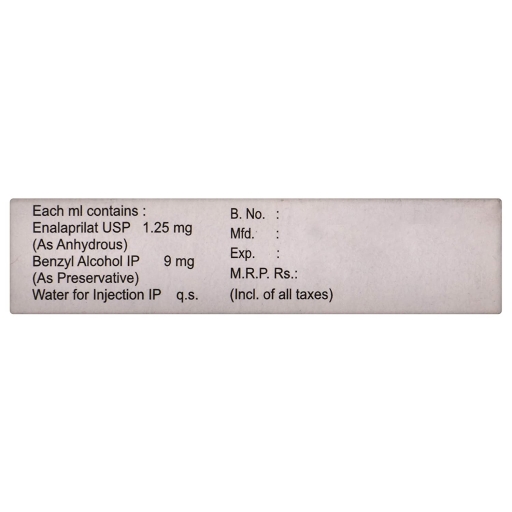 Each ml contains :
Enalaprilat USP 1.25 mg
(As Anhydrous)
Benzyl Alcohol IP 9 mg
(As Preservative)
Water for Injection IP q.s.
B. No. :
Mfd. :
Exp. :
M.R.P. Rs.:
(Incl. of all taxes)